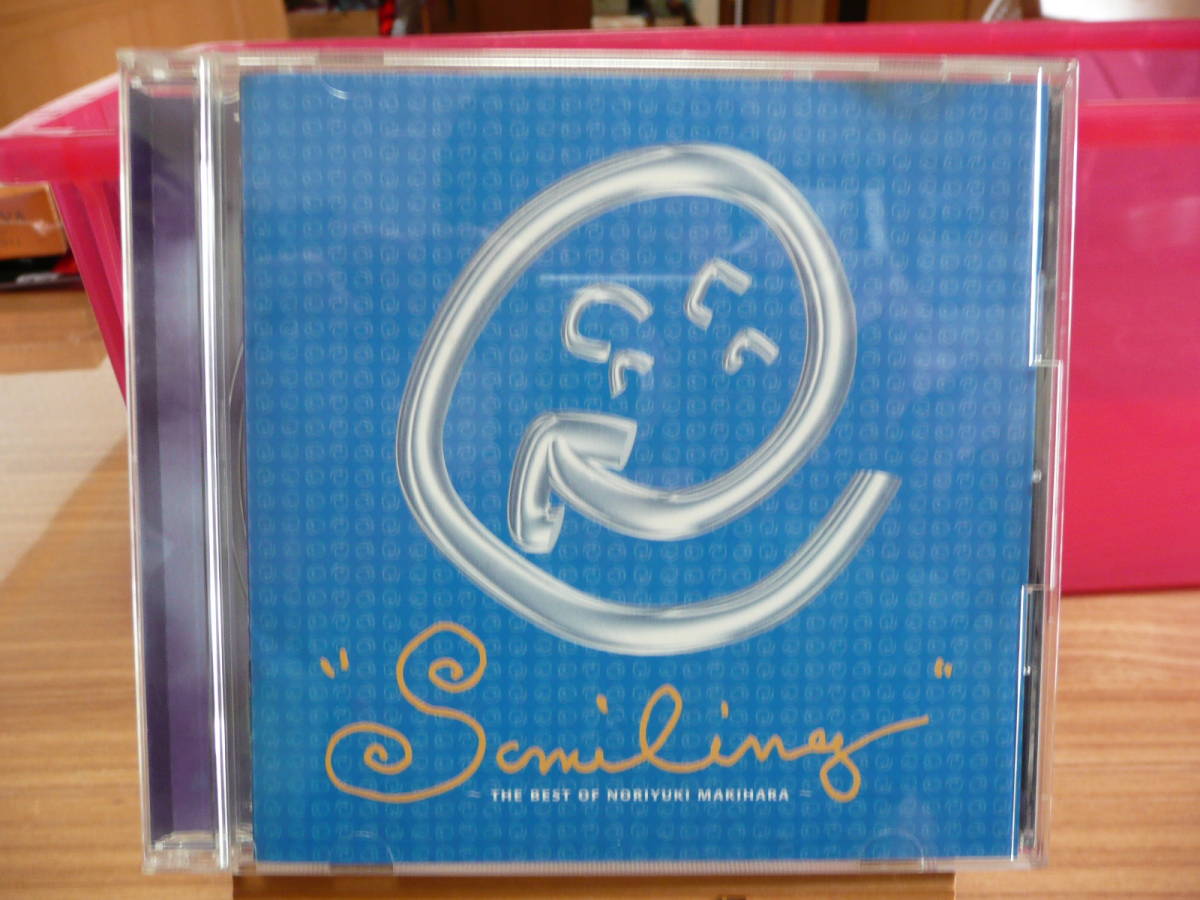 "Smiling"
~ THE BEST OF NORIYUKI MAKIHARA ~